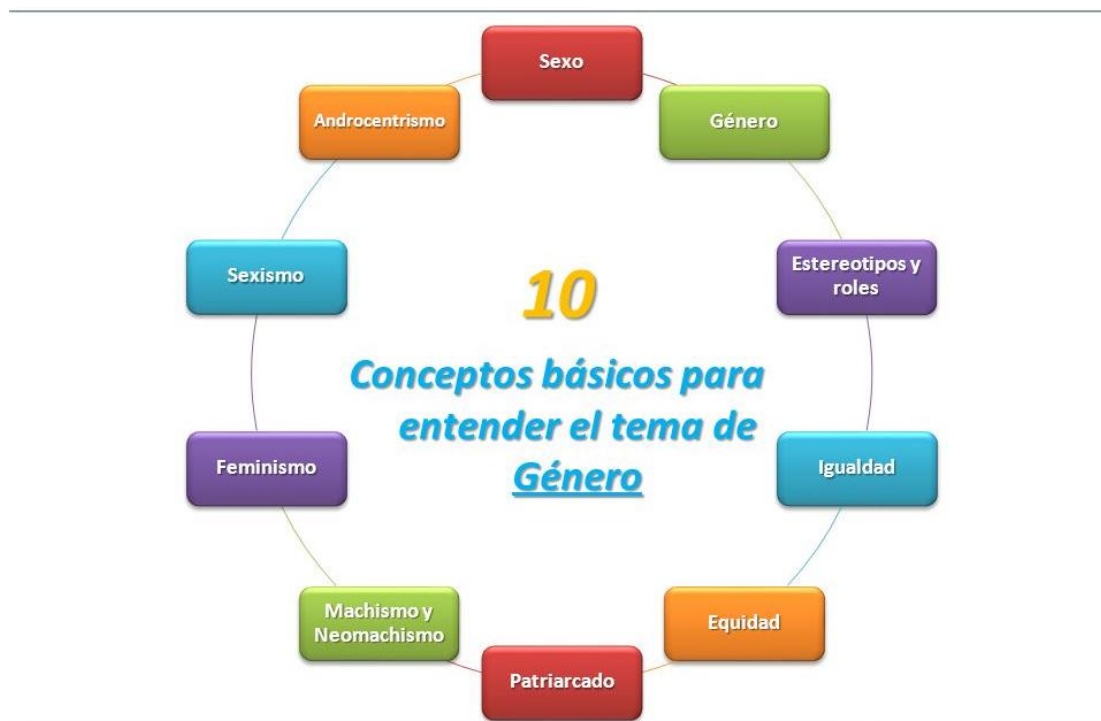 10
Conceptos básicos para
entender el tema de
Género
Sexo
Género
Estereotipos y
roles
Igualdad
Equidad
Patriarcado
Machismo y
Neomachismo
Feminismo
Sexismo
Androcentrismo